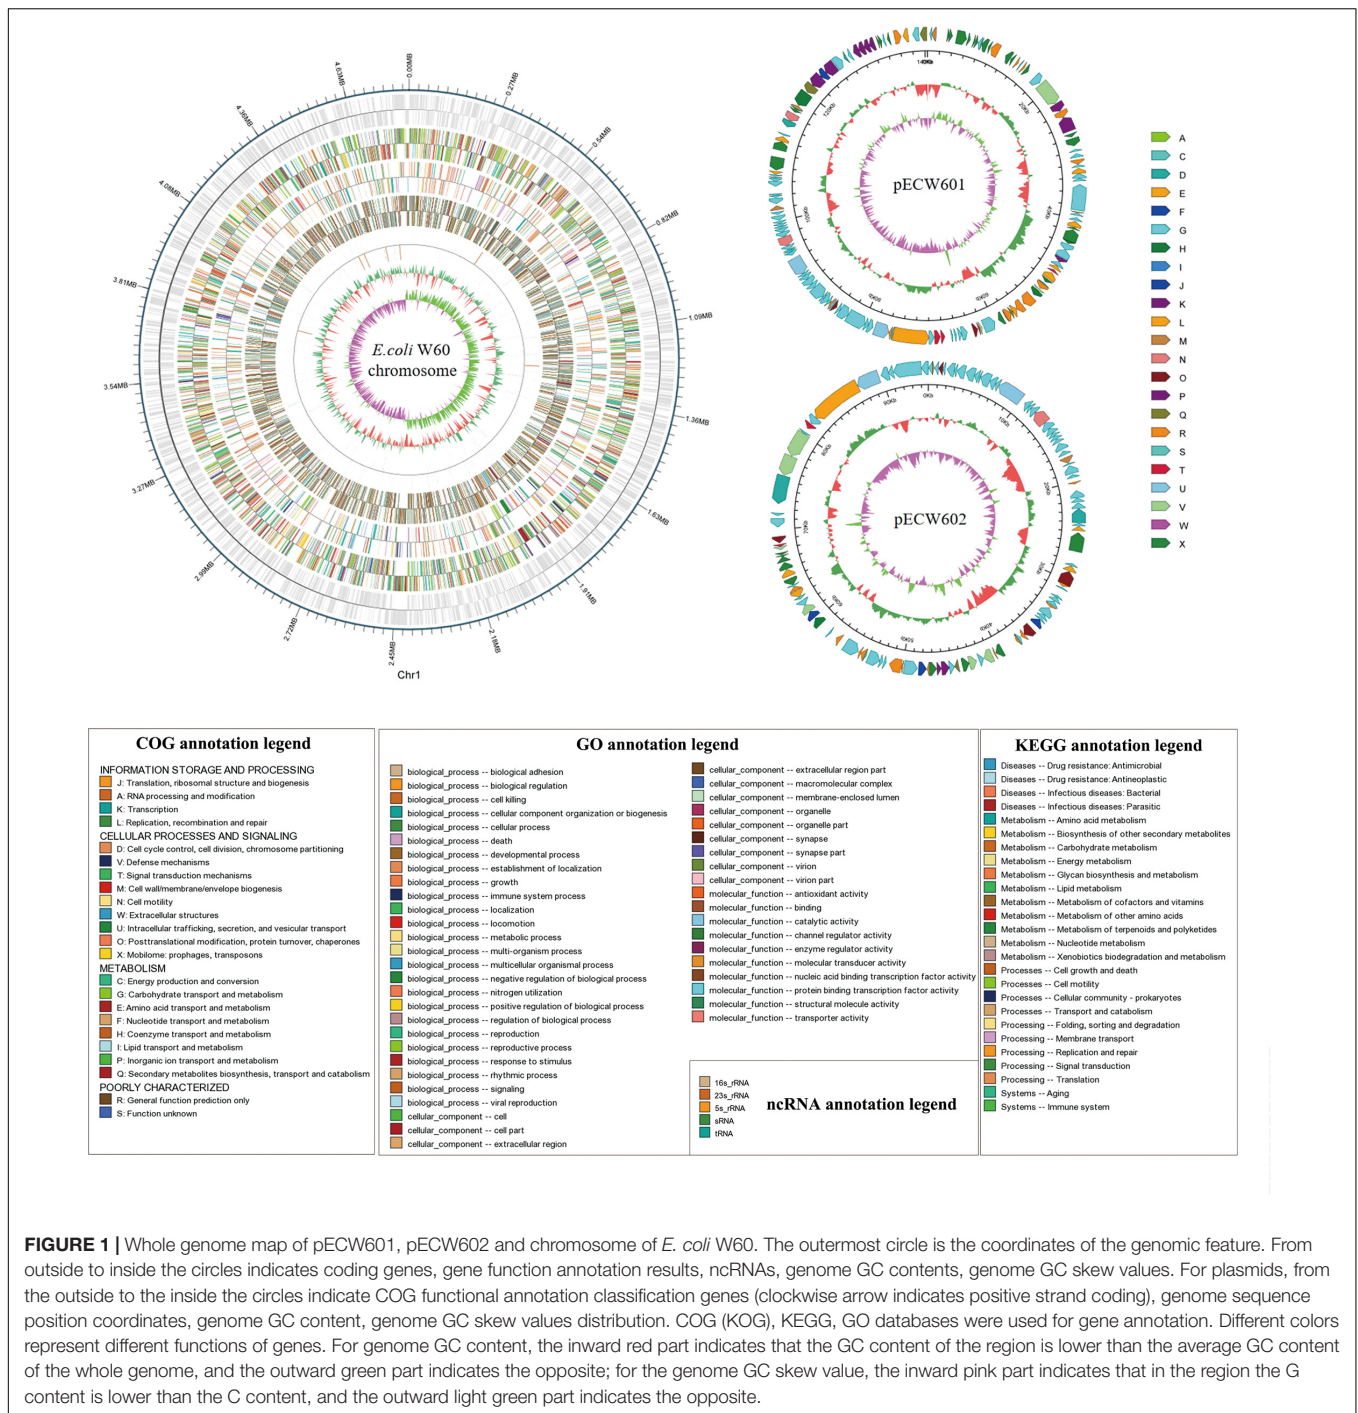 0.00MB
0.27MB
0.54MB
0.82MB
1.09MB
1.36MB
1.63MB
1.91MB
2.18MB
2.45MB
2.72MB
2.99MB
3.27MB
3.54MB
3.81MB
4.08MB
4.36MB
4.63MB
E.coli W60
chromosome
Chr1
20Kb
40Kb
60Kb
80Kb
100Kb
120Kb
pECW601
0Kb
10Kb
20Kb
30Kb
40Kb
50Kb
60Kb
70Kb
80Kb
90Kb
pECW602
A
C
D
E
F
G
H
I
J
K
L
M
N
O
P
Q
R
S
T
U
V
W
X
COG annotation legend
INFORMATION STORAGE AND PROCESSING
J: Translation, ribosomal structure and biogenesis
A: RNA processing and modification
K: Transcription
L: Replication, recombination and repair
CELLULAR PROCESSES AND SIGNALING
D: Cell cycle control, cell division, chromosome partitioning
V: Defense mechanisms
T: Signal transduction mechanisms
M: Cell wall/membrane/envelope biogenesis
N: Cell motility
W: Extracellular structures
U: Intracellular trafficking, secretion, and vesicular transport
O: Posttranslational modification, protein turnover, chaperones
X: Mobilome: prophages, transposons
METABOLISM
C: Energy production and conversion
G: Carbohydrate transport and metabolism
E: Amino acid transport and metabolism
F: Nucleotide transport and metabolism
H: Coenzyme transport and metabolism
I: Lipid transport and metabolism
P: Inorganic ion transport and metabolism
Q: Secondary metabolites biosynthesis, transport and catabolism
POORLY CHARACTERIZED
R: General function prediction only
S: Function unknown
GO annotation legend
biological_process -- biological adhesion
biological_process -- biological regulation
biological_process -- cell killing
biological_process -- cellular component organization or biogenesis
biological_process -- cellular process
biological_process -- death
biological_process -- developmental process
biological_process -- establishment of localization
biological_process -- growth
biological_process -- immune system process
biological_process -- localization
biological_process -- locomotion
biological_process -- metabolic process
biological_process -- multi-organism process
biological_process -- multicellular organismal process
biological_process -- negative regulation of biological process
biological_process -- nitrogen utilization
biological_process -- positive regulation of biological process
biological_process -- regulation of biological process
biological_process -- reproduction
biological_process -- reproductive process
biological_process -- response to stimulus
biological_process -- rhythmic process
biological_process -- signaling
biological_process -- viral reproduction
cellular_component -- cell
cellular_component -- cell part
cellular_component -- extracellular region
cellular_component -- extracellular region part
cellular_component -- macromolecular complex
cellular_component -- membrane-enclosed lumen
cellular_component -- organelle
cellular_component -- organelle part
cellular_component -- synapse
cellular_component -- synapse part
cellular_component -- virion
cellular_component -- virion part
molecular_function -- antioxidant activity
molecular_function -- binding
molecular_function -- catalytic activity
molecular_function -- channel regulator activity
molecular_function -- enzyme regulator activity
molecular_function -- molecular transducer activity
molecular_function -- nucleic acid binding transcription factor activity
molecular_function -- protein binding transcription factor activity
molecular_function -- structural molecule activity
molecular_function -- transporter activity
16s_rRNA
23s_rRNA
5s_rRNA
sRNA
tRNA
ncRNA annotation legend
KEGG annotation legend
Diseases -- Drug resistance: Antimicrobial
Diseases -- Drug resistance: Antineoplastic
Diseases -- Infectious diseases: Bacterial
Diseases -- Infectious diseases: Parasitic
Metabolism -- Amino acid metabolism
Metabolism -- Biosynthesis of other secondary metabolites
Metabolism -- Carbohydrate metabolism
Metabolism -- Energy metabolism
Metabolism -- Glycan biosynthesis and metabolism
Metabolism -- Lipid metabolism
Metabolism -- Metabolism of cofactors and vitamins
Metabolism -- Metabolism of other amino acids
Metabolism -- Metabolism of terpenoids and polyketides
Metabolism -- Nucleotide metabolism
Metabolism -- Xenobiotics biodegradation and metabolism
Processes -- Cell growth and death
Processes -- Cell motility
Processes -- Cellular community - prokaryotes
Processes -- Transport and catabolism
Processing -- Folding, sorting and degradation
Processing -- Membrane transport
Processing -- Replication and repair
Processing -- Signal transduction
Processing -- Translation
Systems -- Aging
Systems -- Immune system
FIGURE 1 | Whole genome map of pECW601, pECW602 and chromosome of E. coli W60. The outermost circle is the coordinates of the genomic feature. From
outside to inside the circles indicates coding genes, gene function annotation results, ncRNAs, genome GC contents, genome GC skew values. For plasmids, from
the outside to the inside the circles indicate COG functional annotation classification genes (clockwise arrow indicates positive strand coding), genome sequence
position coordinates, genome GC content, genome GC skew values distribution. COG (KOG), KEGG, GO databases were used for gene annotation. Different colors
represent different functions of genes. For genome GC content, the inward red part indicates that the GC content of the region is lower than the average GC content
of the whole genome, and the outward green part indicates the opposite; for the genome GC skew value, the inward pink part indicates that in the region the G
content is lower than the C content, and the outward light green part indicates the opposite.